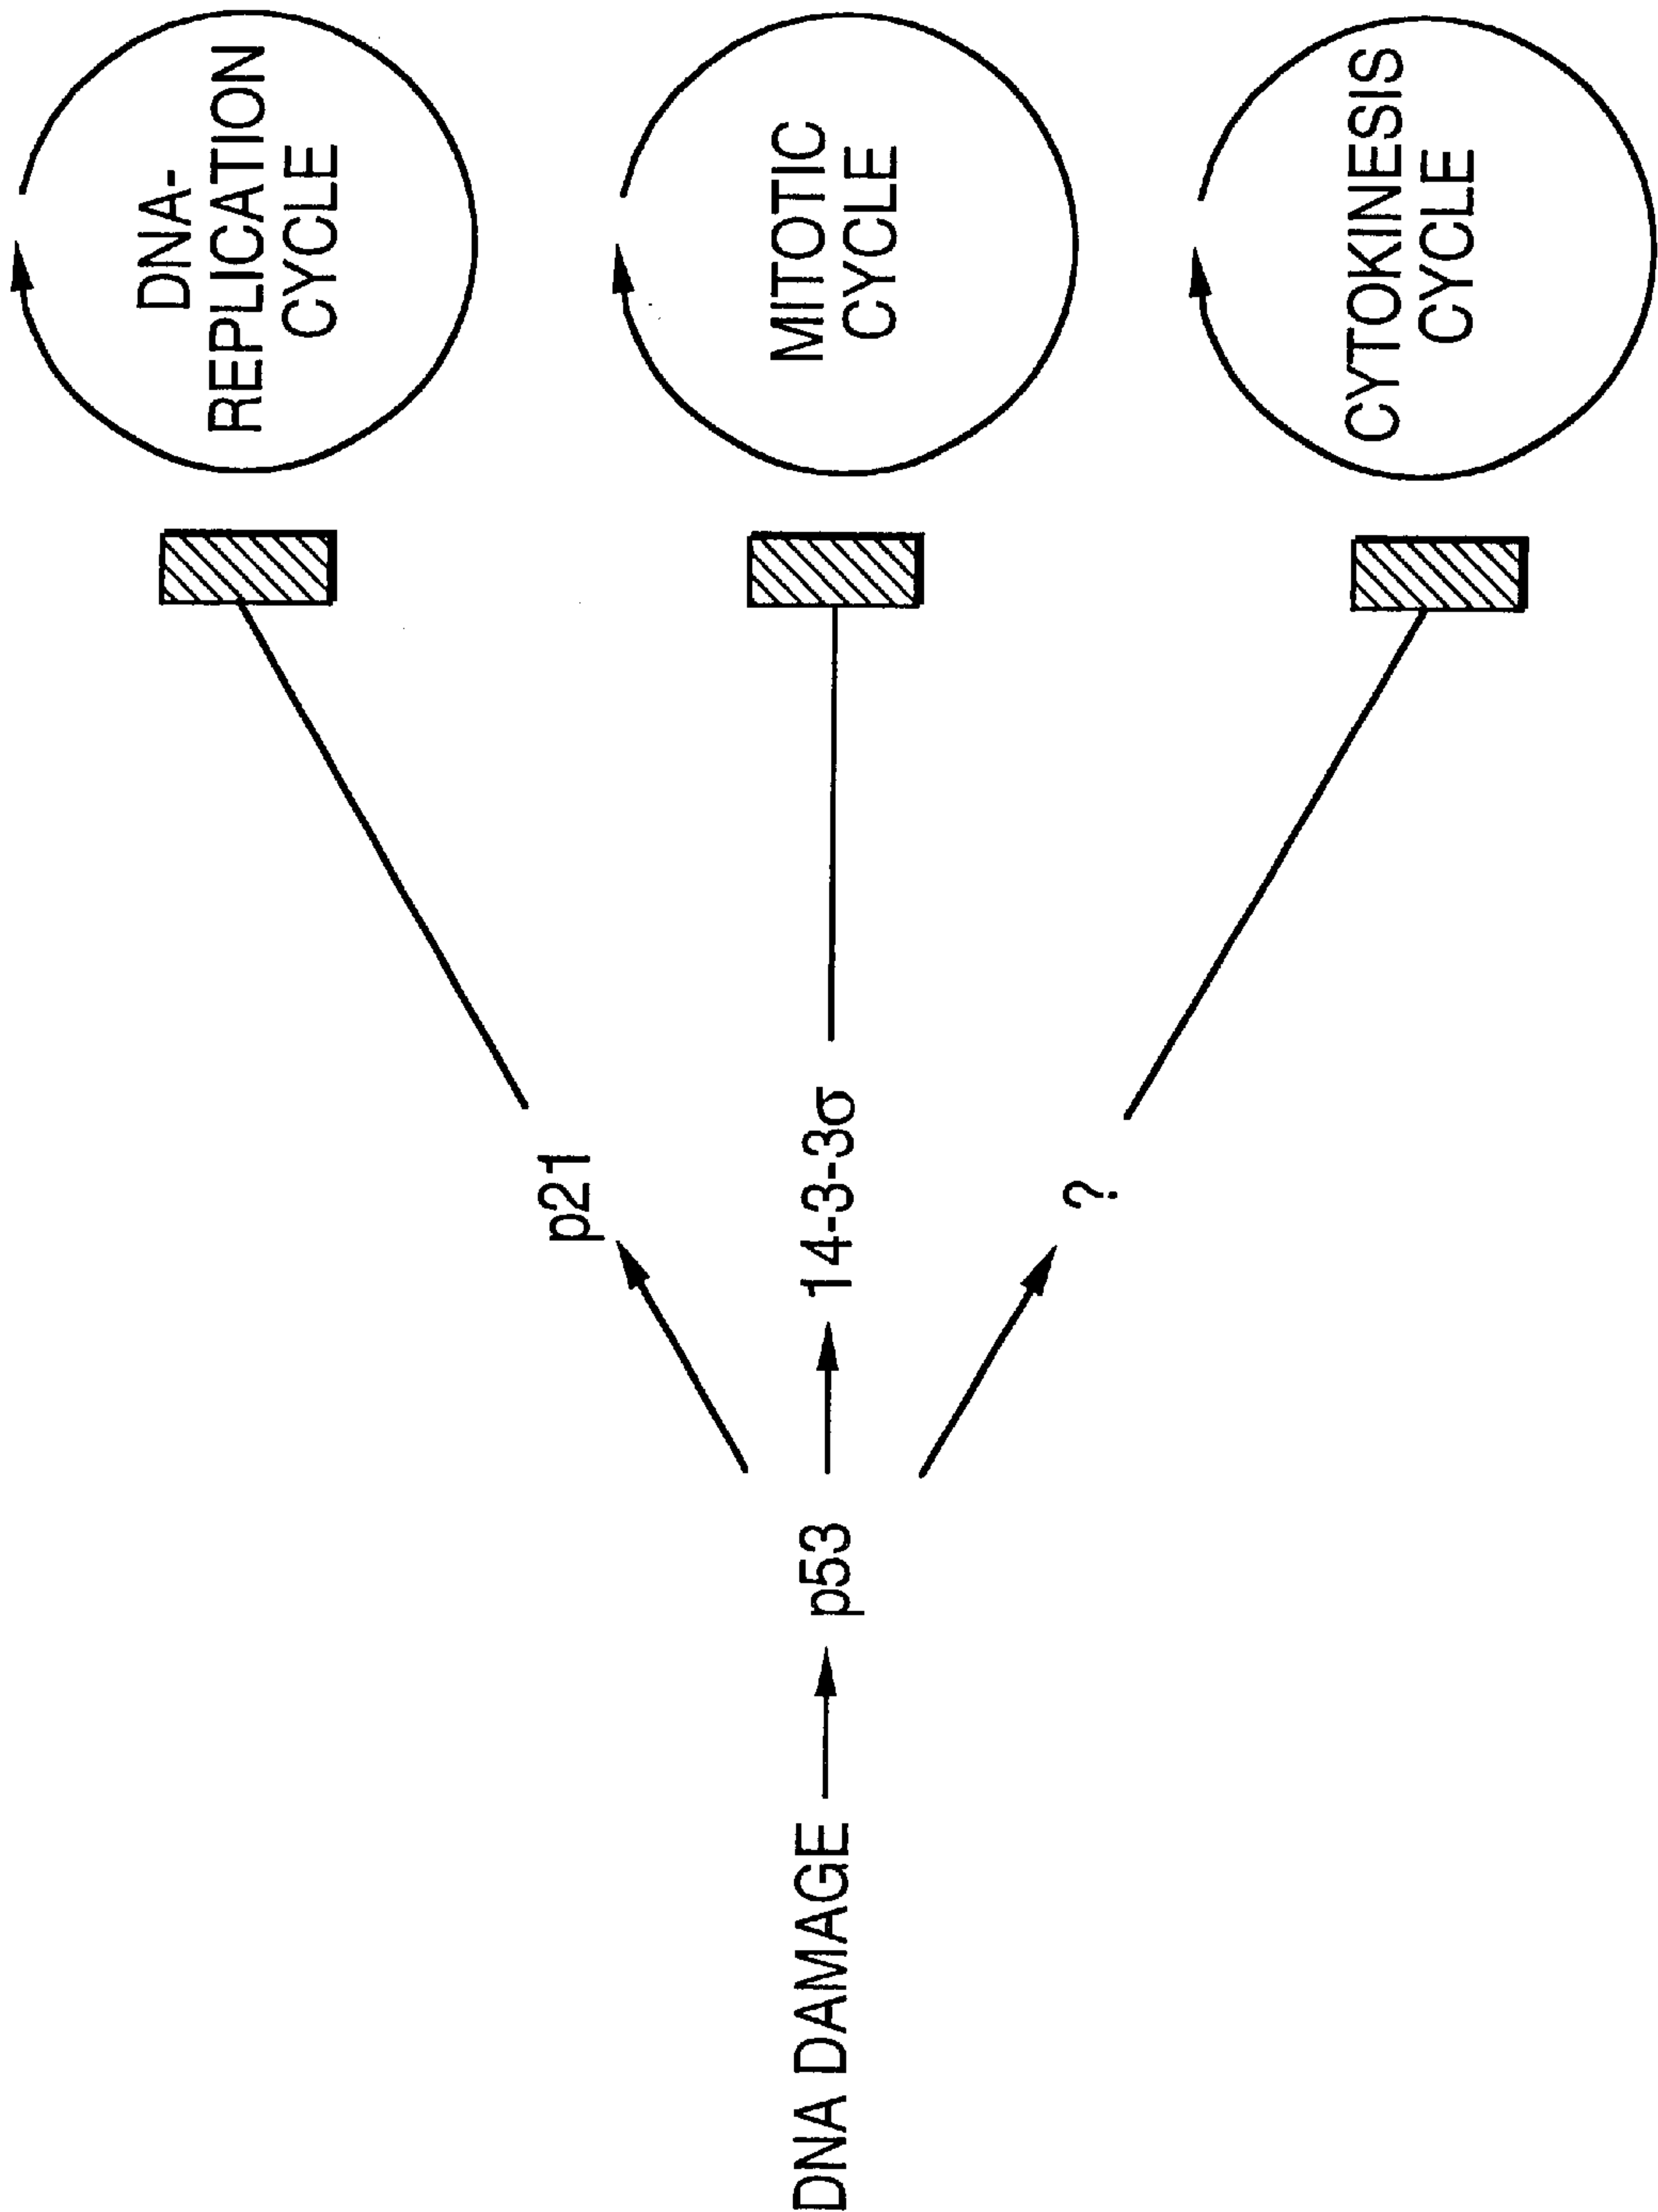 DNA DAMAGE
p53
p21
14-3-3σ
?
DNA-
REPLICATION
CYCLE
MITOTIC
CYCLE
CYTOKINESIS
CYCLE